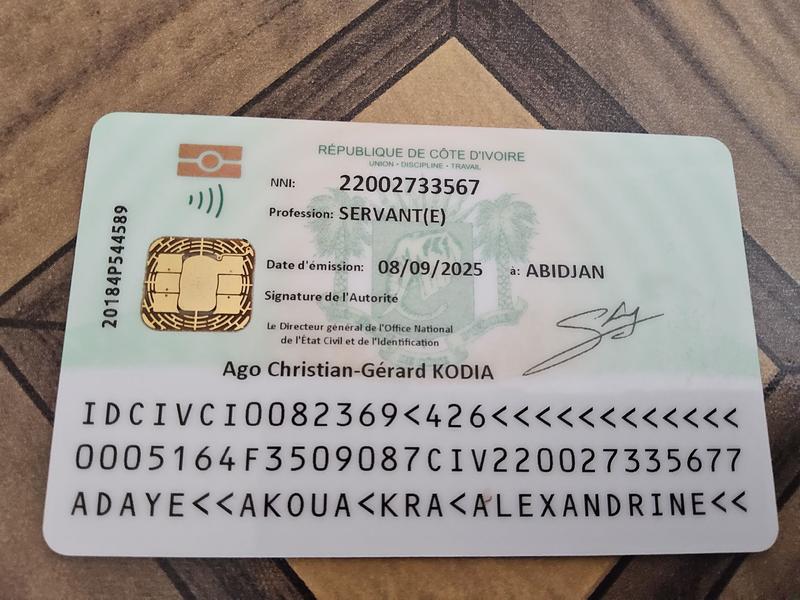 RÉPUBLIQUE DE CÔTE D'IVOIRE
UNION - DISCIPLINE - TRAVAIL
NNI: 22002733567
Profession: SERVANT(E)
20184P544589
Date d'émission: 08/09/2025 à: ABIDJAN
Signature de l'Autorité
Le Directeur général de l'Office National
de l'État Civil et de l'Identification
Ago Christian-Gérard KODIA
IDCIVCI0082369<426<<<<<<<<<<<<
0005164F3509087CIV220027335677
ADAYE<<AKOUA<KRA<ALEXANDRINE<<